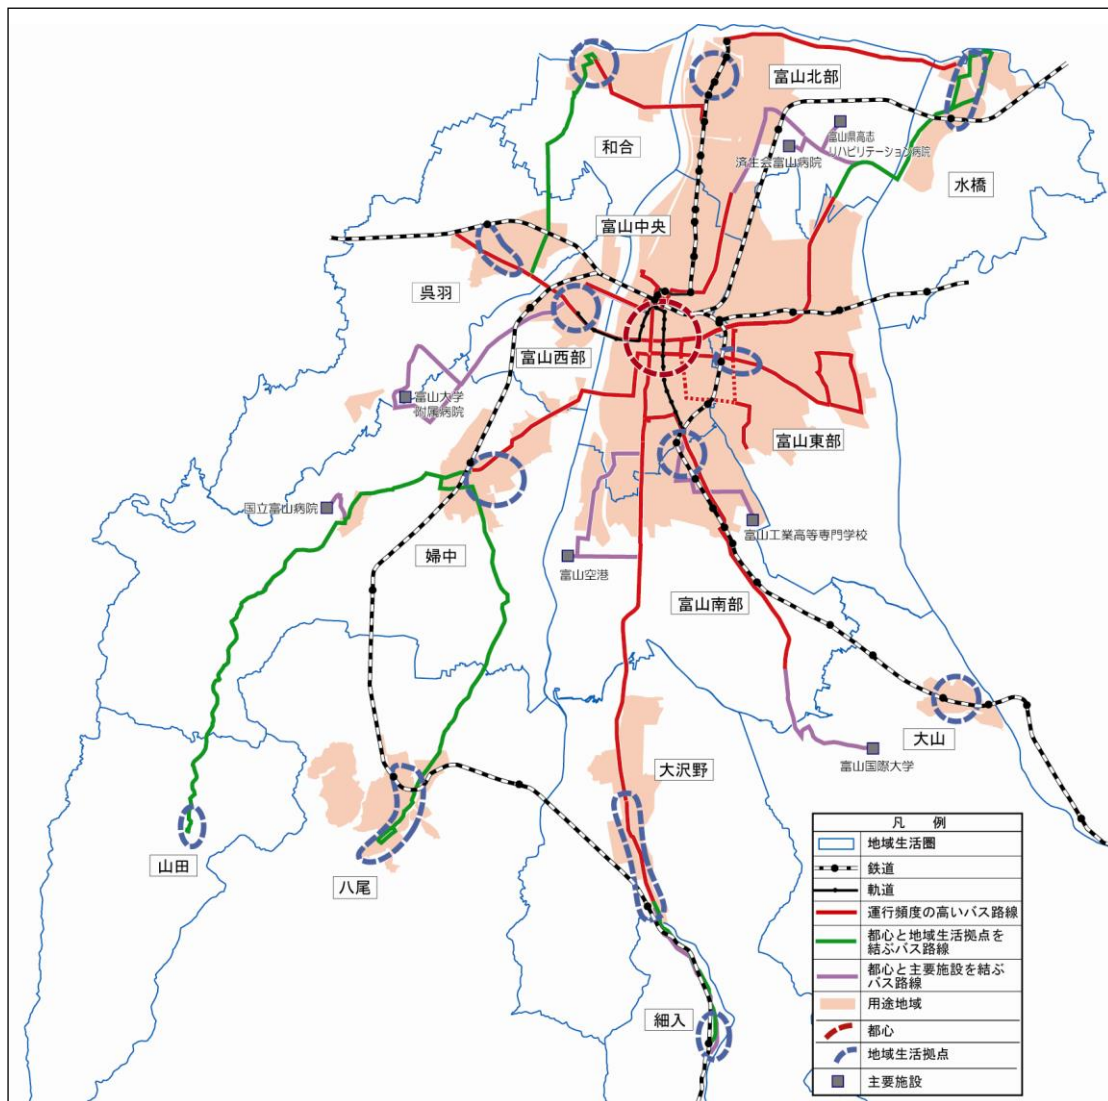 富山北部
富山県高志
リハビリテーション病院
和合
済生会富山病院
水橋
富山中央
呉羽
富山西部
富山大学
附属病院
富山東部
国立富山病院
富山工業高等専門学校
婦中
富山空港
富山南部
大山
大沢野
富山国際大学
山田
八尾
細入
凡 例
地域生活圏
鉄道
軌道
運行頻度の高いバス路線
都心と地域生活拠点を
結ぶバス路線
都心と主要施設を結ぶ
バス路線
用途地域
都心
地域生活拠点
主要施設